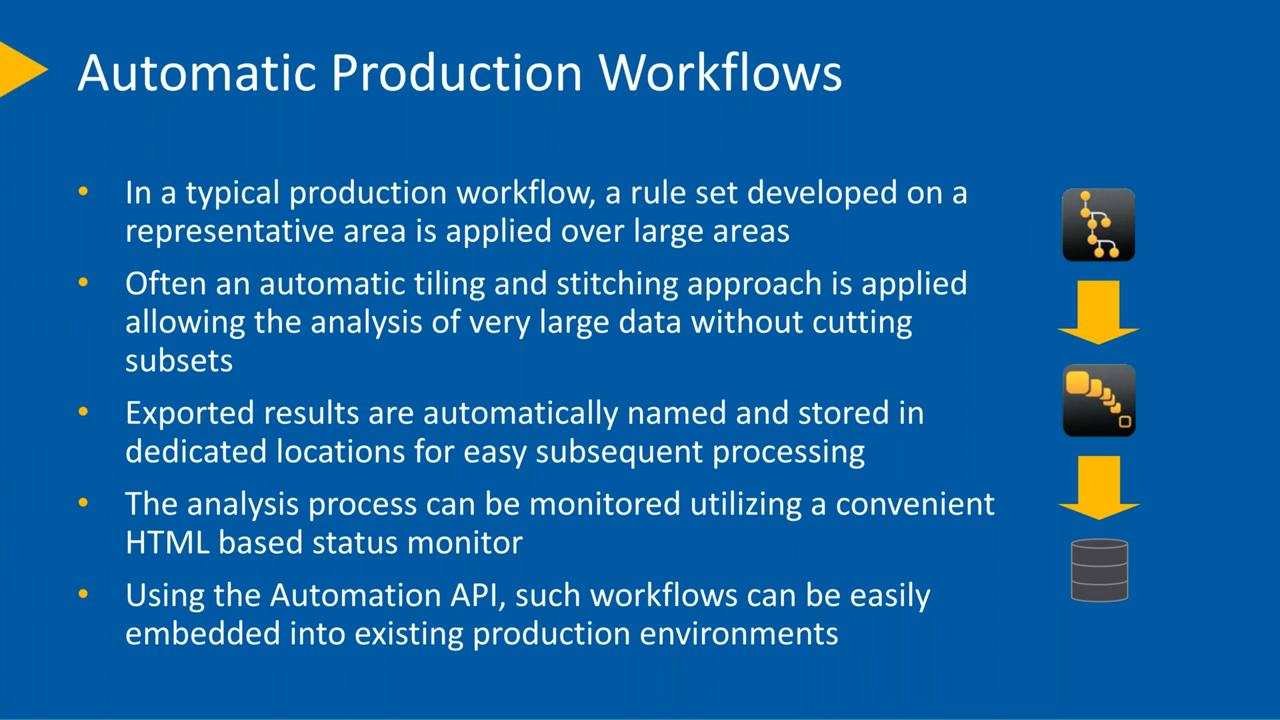 Automatic Production Workflows
• In a typical production workflow, a rule set developed on a
representative area is applied over large areas
• Often an automatic tiling and stitching approach is applied
allowing the analysis of very large data without cutting
subsets
• Exported results are automatically named and stored in
dedicated locations for easy subsequent processing
• The analysis process can be monitored utilizing a convenient
HTML based status monitor
• Using the Automation API, such workflows can be easily
embedded into existing production environments